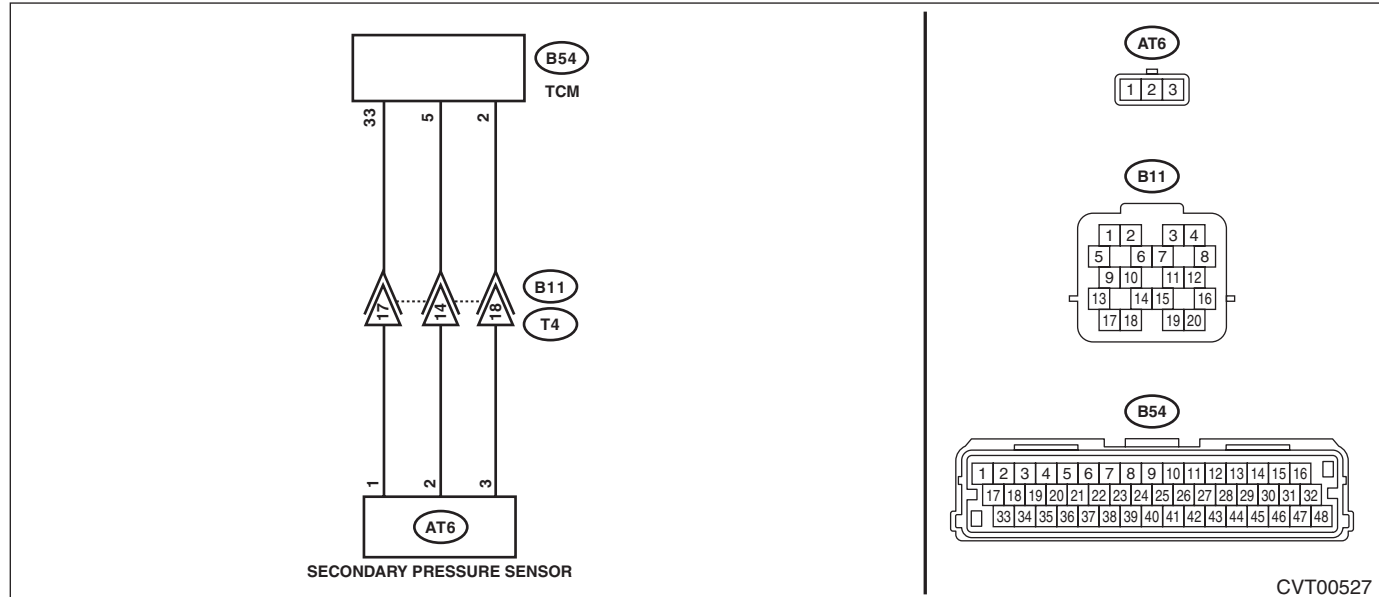 B54
TCM
33 5 2
17 14 18
B11
T4
1 2 3
AT6
SECONDARY PRESSURE SENSOR
AT6
1 2 3
B11
1 2 3 4
5 6 7 8
9 10 11 12
13 14 15 16
17 18 19 20
B54
1 2 3 4 5 6 7 8 9 10 11 12 13 14 15 16
17 18 19 20 21 22 23 24 25 26 27 28 29 30 31 32
33 34 35 36 37 38 39 40 41 42 43 44 45 46 47 48
CVT00527